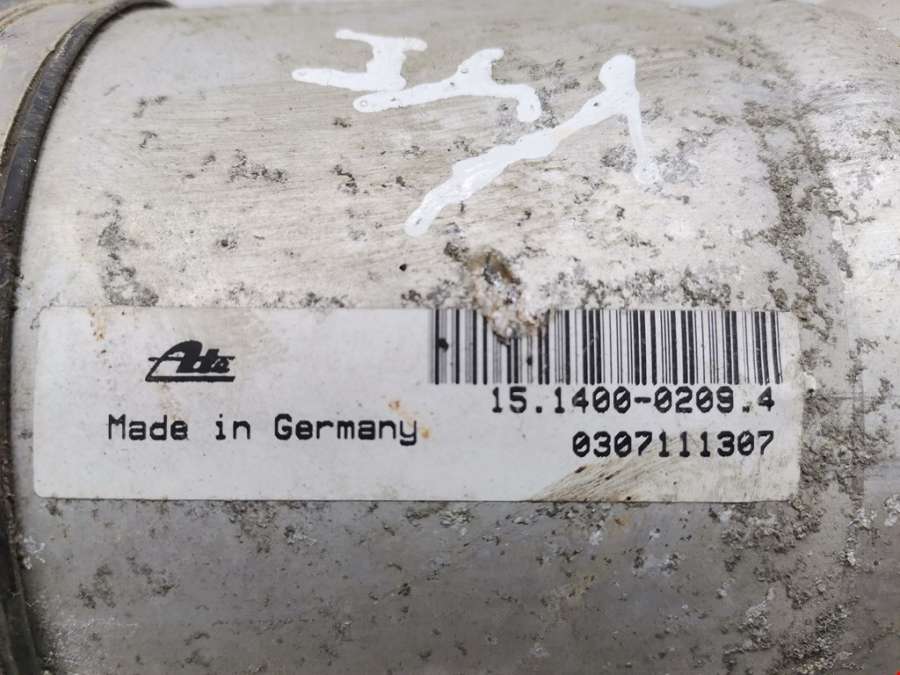 Ate
Made in Germany
15.1400-0209.4
0307111307